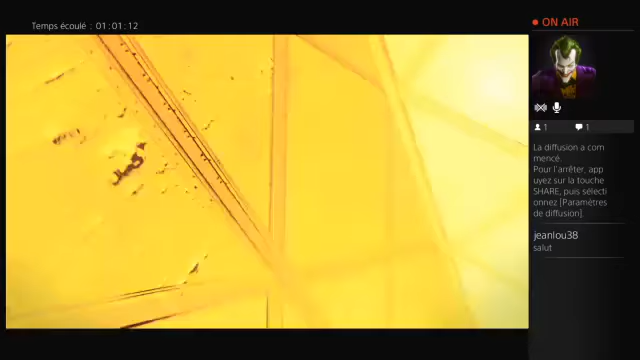 Temps écoulé : 01:01:12
ON AIR
1 1
La diffusion a com
mencé.
Pour l'arrêter, app
uyez sur la touche
SHARE, puis sélecti
onnez [Paramètres
de diffusion].
jeanlou38
salut